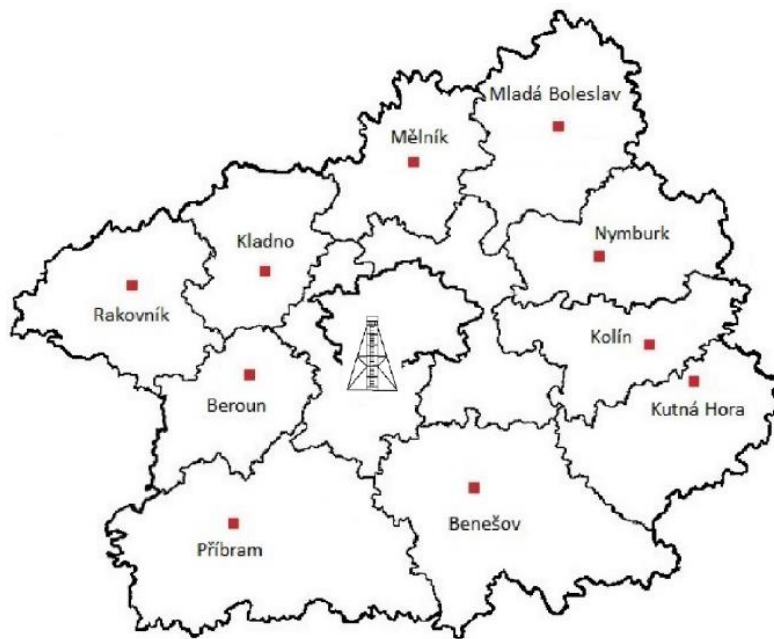 Mladá Boleslav
Mělník
Kladno
Nymburk
Rakovník
Kolín
Beroun
Kutná Hora
Benešov
Příbram